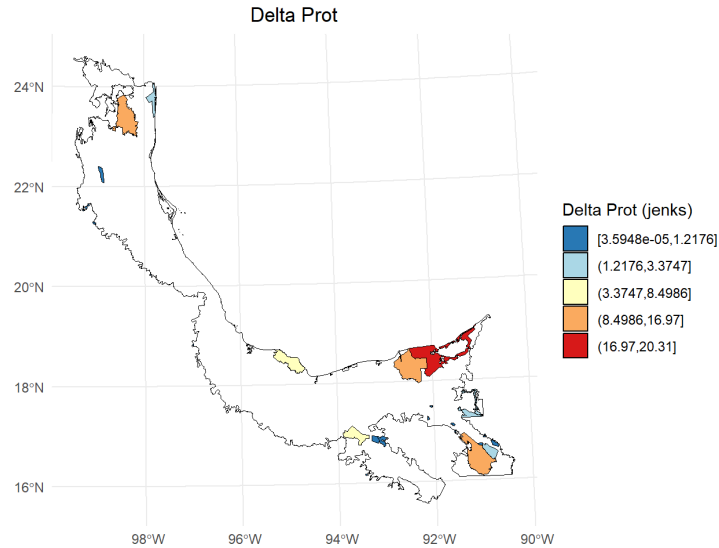 Delta Prot
24°N
22°N
20°N
18°N
16°N
98°W
96°W
94°W
92°W
90°W
Delta Prot (jenks)
[3.5948e-05,1.2176]
(1.2176,3.3747]
(3.3747,8.4986]
(8.4986,16.97]
(16.97,20.31]